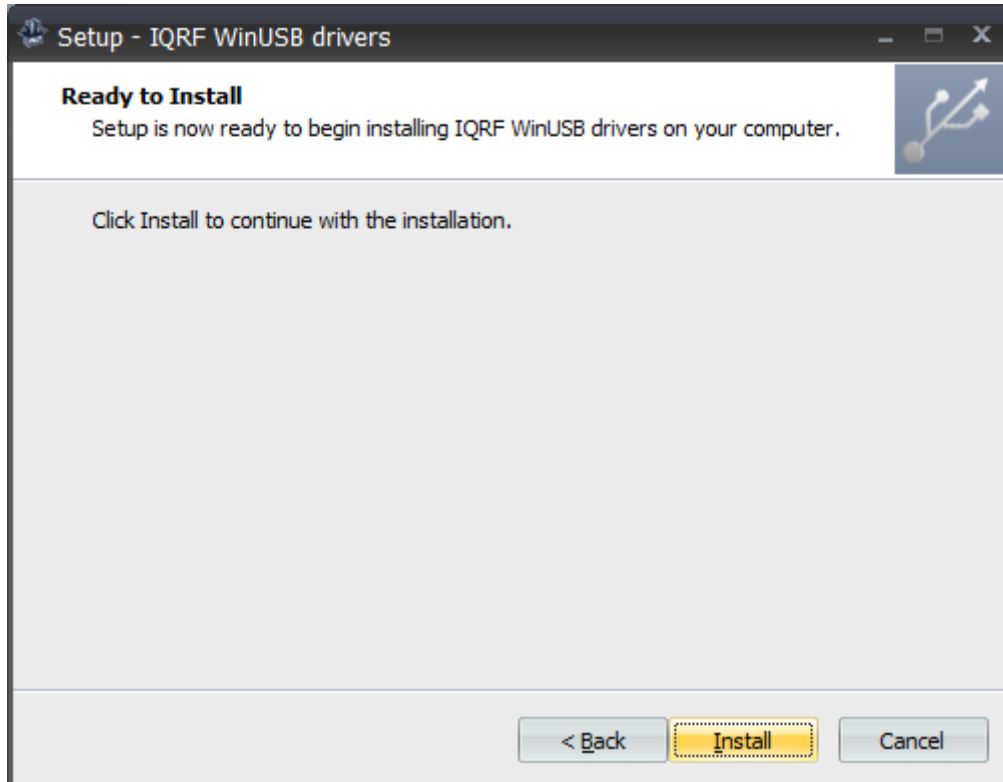 Setup - IQRF WinUSB drivers
Ready to Install
Setup is now ready to begin installing IQRF WinUSB drivers on your computer.
Click Install to continue with the installation.
< Back Install Cancel